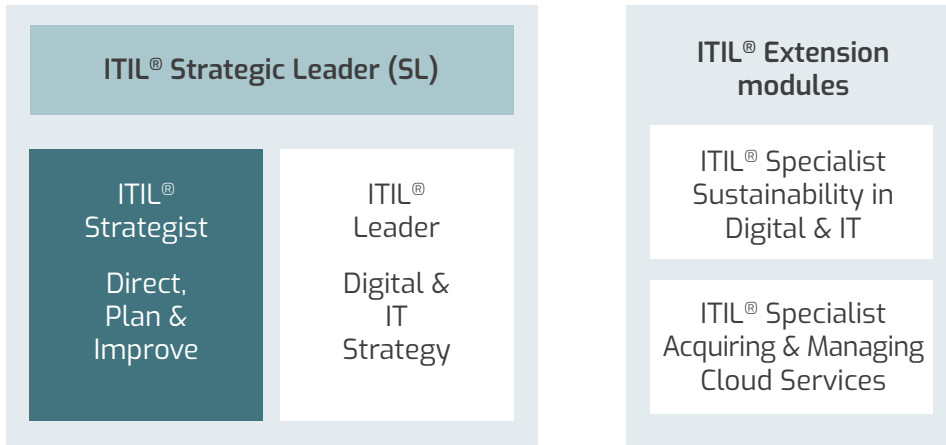 ITIL® Strategic Leader (SL)
ITIL®
Strategist
Direct,
Plan &
Improve
ITIL®
Leader
Digital &
IT
Strategy
ITIL® Extension
modules
ITIL® Specialist
Sustainability in
Digital & IT
ITIL® Specialist
Acquiring & Managing
Cloud Services